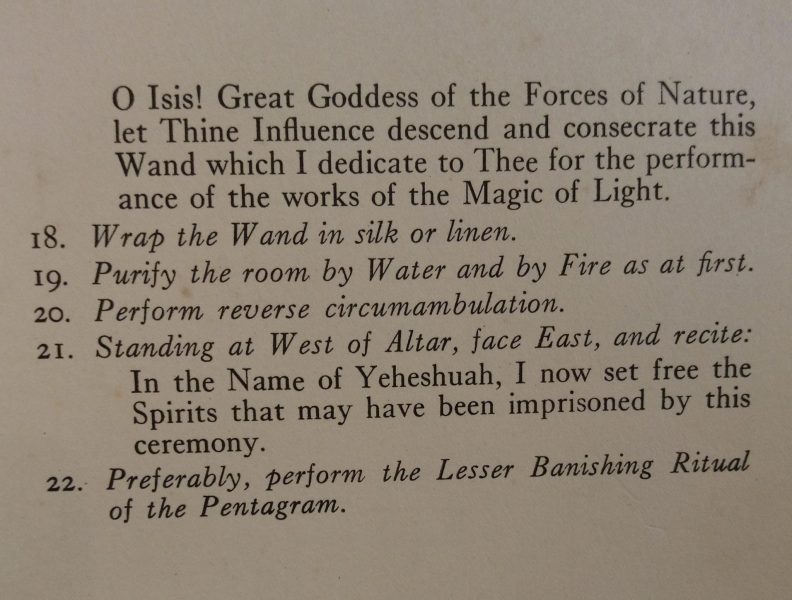 O Isis! Great Goddess of the Forces of Nature,
let Thine Influence descend and consecrate this
Wand which I dedicate to Thee for the perform-
ance of the works of the Magic of Light.
18. Wrap the Wand in silk or linen.
19. Purify the room by Water and by Fire as at first.
20. Perform reverse circumambulation.
21. Standing at West of Altar, face East, and recite:
In the Name of Yeheshuah, I now set free the
Spirits that may have been imprisoned by this
ceremony.
22. Preferably, perform the Lesser Banishing Ritual
of the Pentagram.